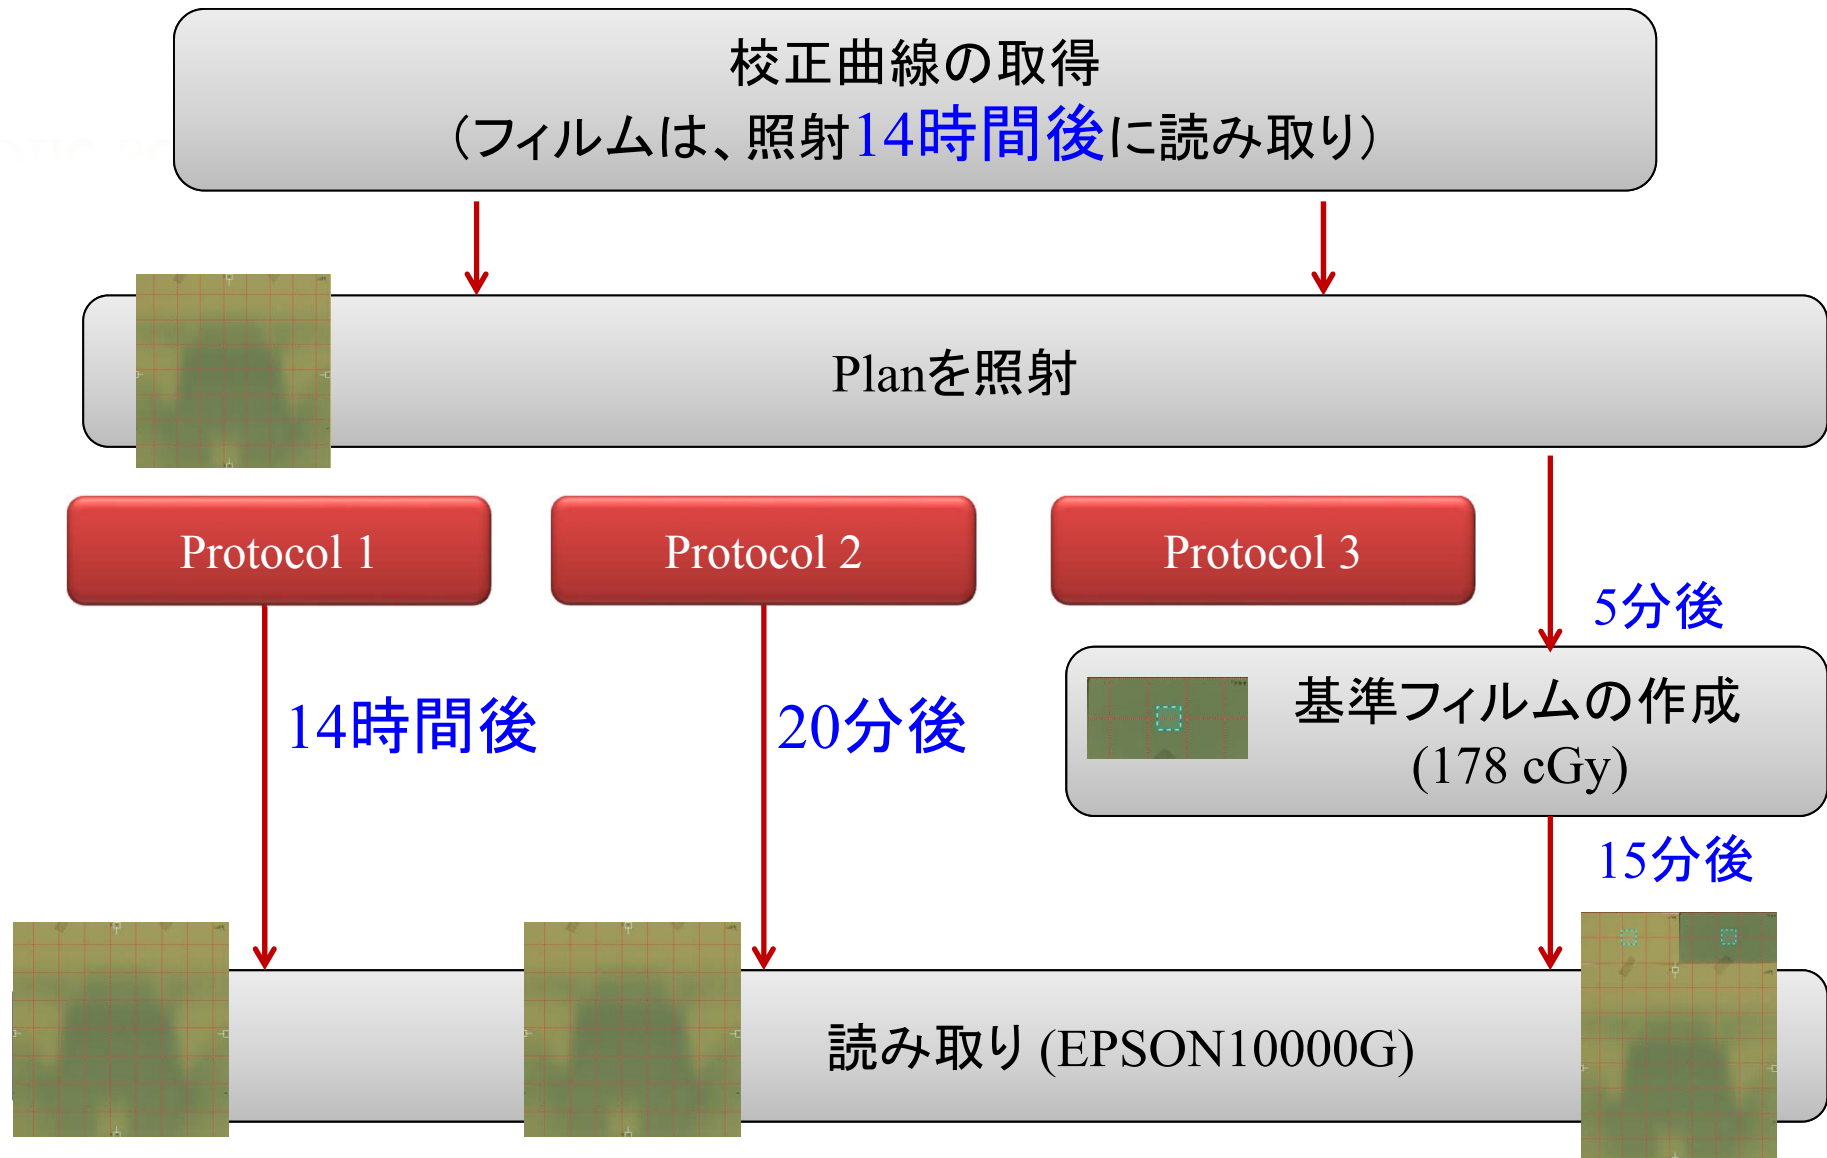 校正曲線の取得
（フィルムは、照射14時間後に読み取り）
Planを照射
Protocol 1
Protocol 2
Protocol 3
5分後
14時間後
20分後
基準フィルムの作成
(178 cGy)
15分後
読み取り (EPSON10000G)